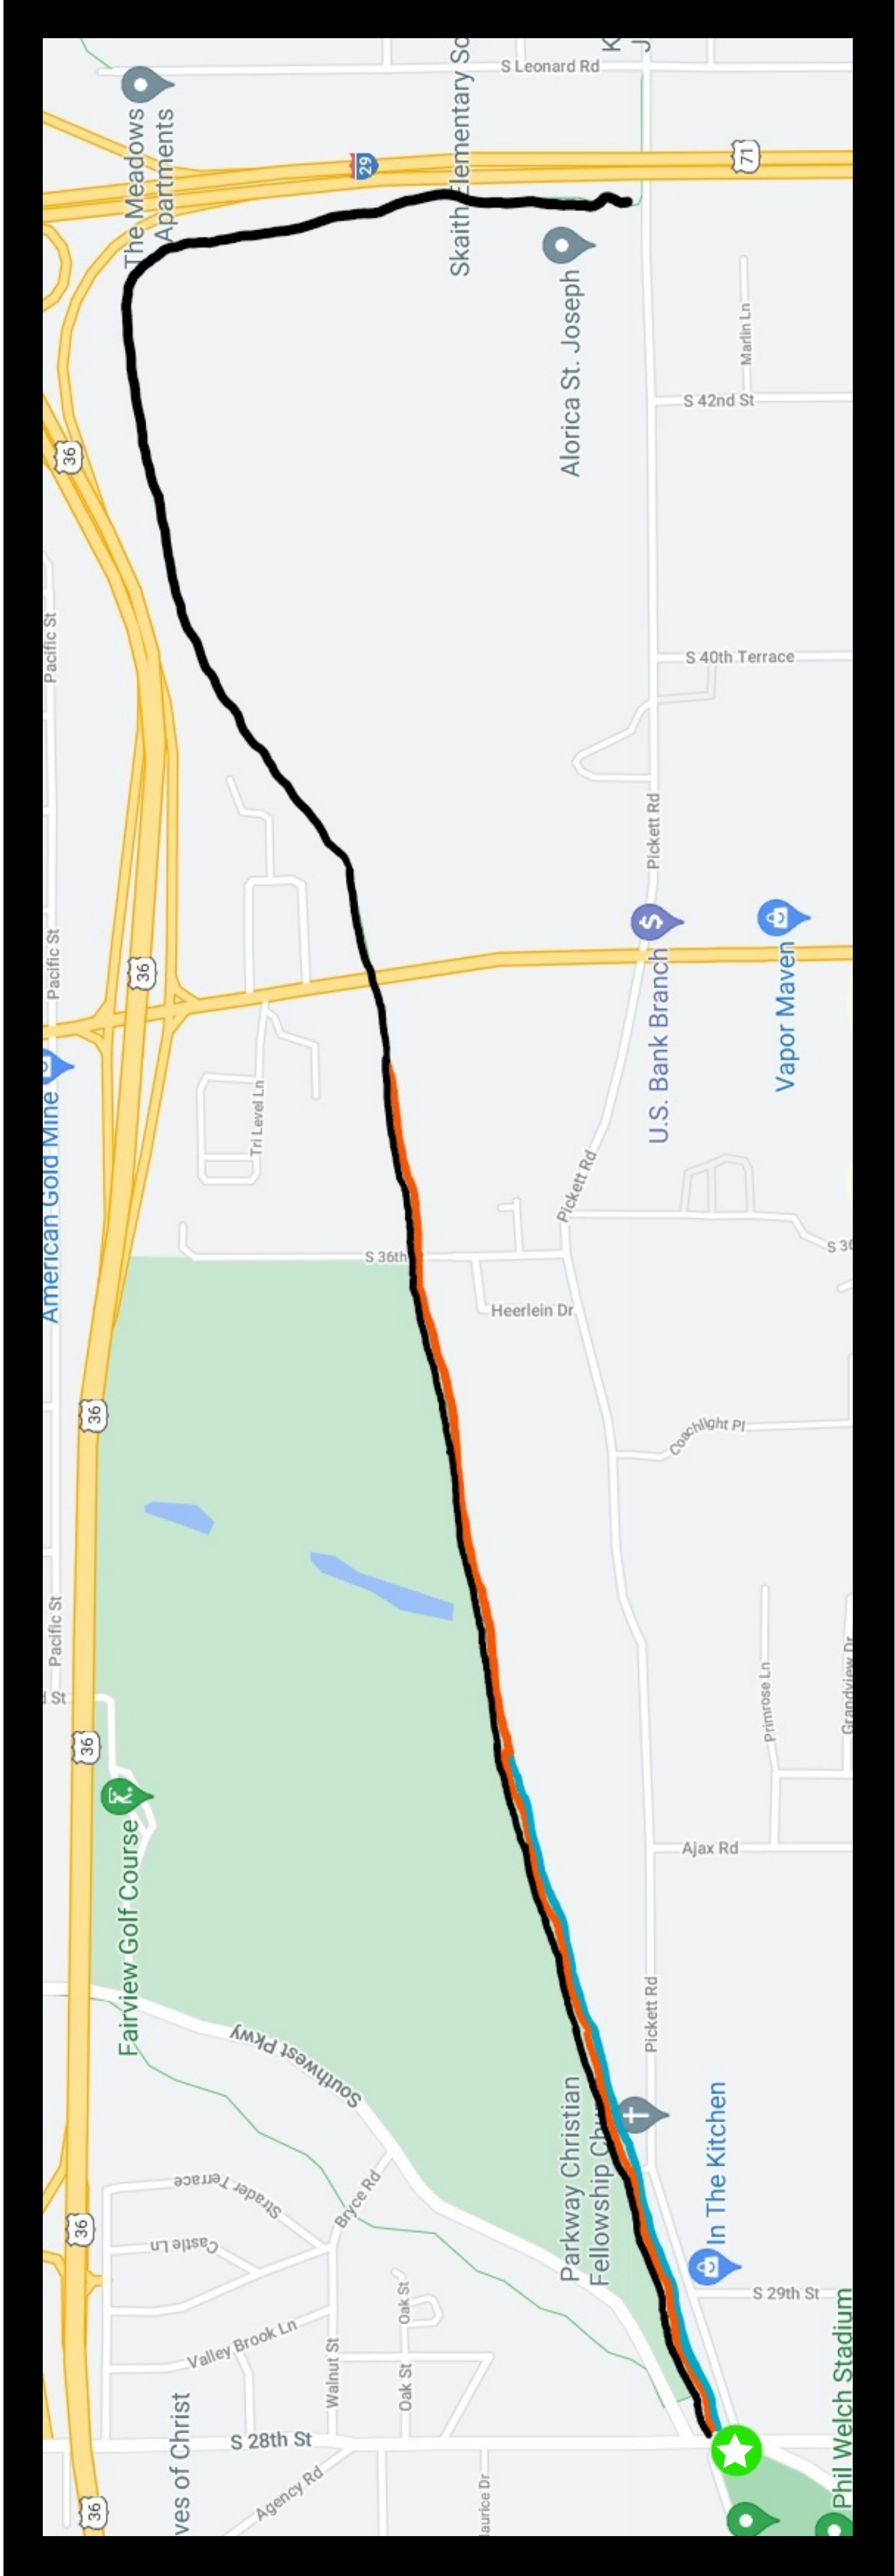 S Leonard Rd
K
J
The Meadows
Apartments
29
71
Skaith Elementary Sc
Alorica St. Joseph
Marlin Ln
S 42nd St
36
Pacific St
S 40th Terrace
Pickett Rd
$
U.S. Bank Branch
Vapor Maven
Pacific St
36
American Gold Mine
Tri Level Ln
Pickett Rd
S 36th
S 36
Heerlein Dr
36
Coachlight Pl
Pacific St
d St
Primrose Ln
Grandview Dr
36
Ajax Rd
Fairview Golf Course
Pickett Rd
Southwest Pkwy
Parkway Christian
Fellowship Chu
In The Kitchen
Strader Terrace
Bryce Rd
36
Castle Ln
S 29th St
Oak St
Valley Brook Ln
Walnut St
Oak St
Phil Welch Stadium
ves of Christ
S 28th St
Agency Rd
aurice Dr
36